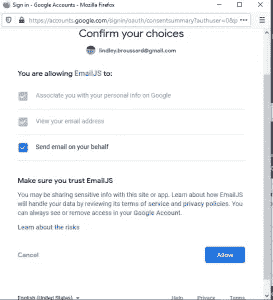 Sign in - Google Accounts - Mozilla Firefox
https://accounts.google.com/signin/oauth/consentsummary?authuser=0&p
Confirm your choices
lindley.broussard@gmail.com
You are allowing EmailJS to:
Associate you with your personal info on Google
View your email address
Send email on your behalf
Make sure you trust EmailJS
You may be sharing sensitive info with this site or app. Learn about how EmailJS
will handle your data by reviewing its terms of service and privacy policies. You
can always see or remove access in your Google Account.
Learn about the risks
Cancel
Allow
English (United States)
Help
Privacy
Terms